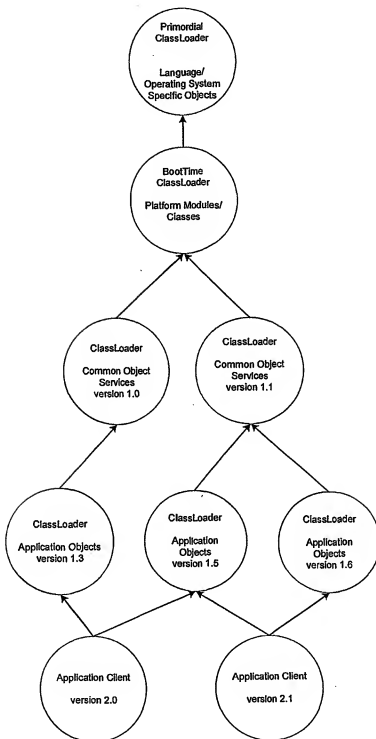 Primordial
ClassLoader
Language/
Operating System
Specific Objects
BootTime
ClassLoader
Platform Modules/
Classes
ClassLoader
Common Object
Services
version 1.0
ClassLoader
Common Object
Services
version 1.1
ClassLoader
Application Objects
version 1.3
ClassLoader
Application
Objects
version 1.5
ClassLoader
Application
Objects
version 1.6
Application Client
version 2.0
Application Client
version 2.1